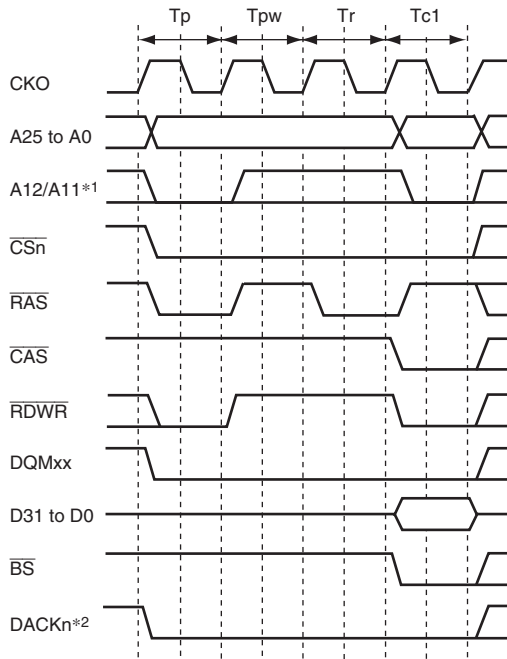 Tp Tpw Tr Tc1
CKO
A25 to A0
A12/A11*1
CSn
RAS
CAS
RDWR
DQMxx
D31 to D0
BS
DACKn*2